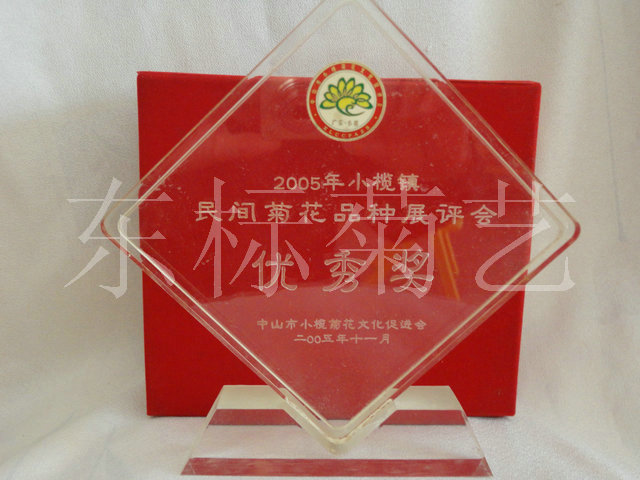 2005年小榄镇
民间菊花品种展评会
东标菊艺
优秀奖
中山市小榄菊花文化促进会
二00五年十一月